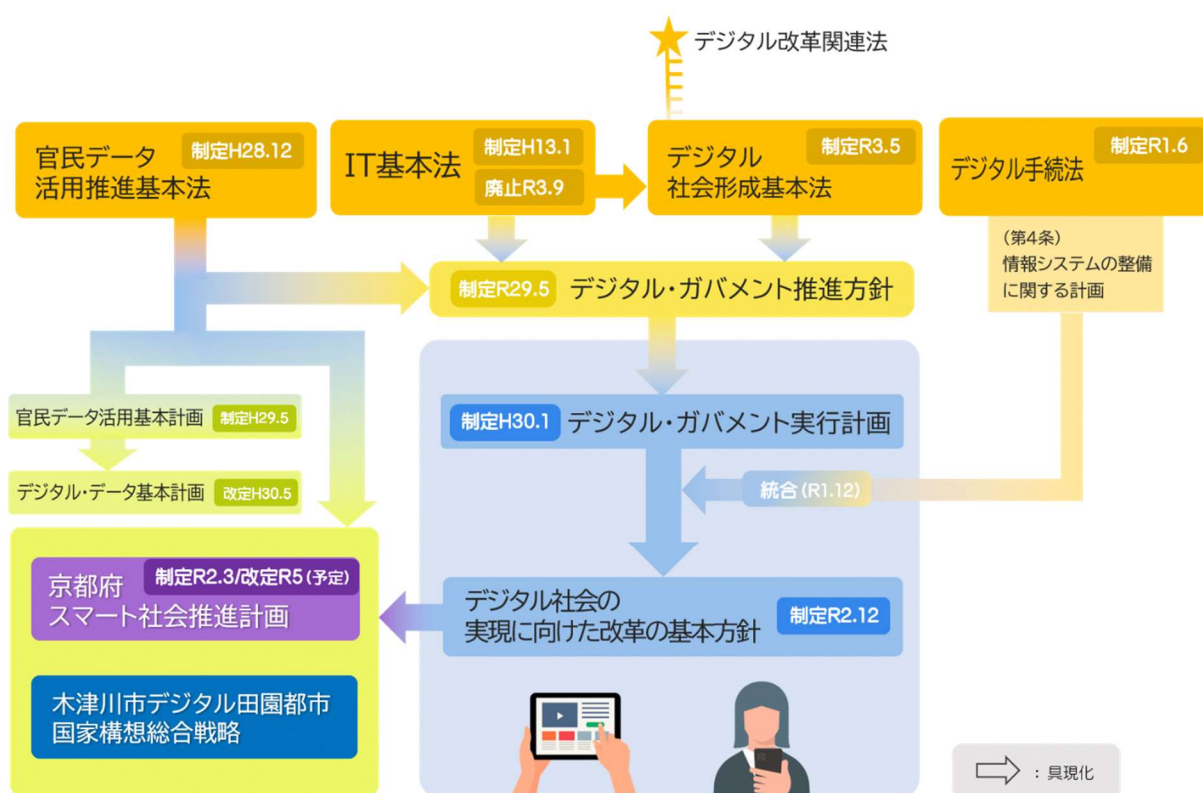 デジタル改革関連法
官民データ
活用推進基本法
制定H28.12
IT基本法
制定H13.1
廃止R3.9
デジタル
社会形成基本法
制定R3.5
デジタル手続法
制定R1.6
(第4条)
情報システムの整備
に関する計画
制定R29.5 デジタル・ガバメント推進方針
官民データ活用基本計画 制定H29.5
デジタル・データ基本計画 改定H30.5
制定H30.1 デジタル・ガバメント実行計画
統合(R1.12)
京都府
スマート社会推進計画
制定R2.3/改定R5(予定)
デジタル社会の
実現に向けた改革の基本方針
制定R2.12
木津川市デジタル田園都市
国家構想総合戦略
：具現化